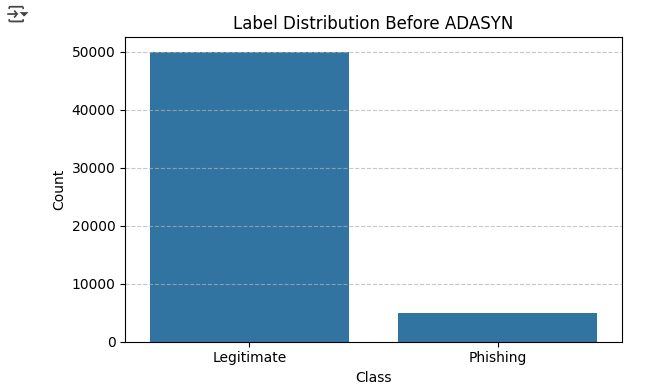 Label Distribution Before ADASYN
50000
40000
30000
20000
10000
0
Count
Legitimate
Phishing
Class